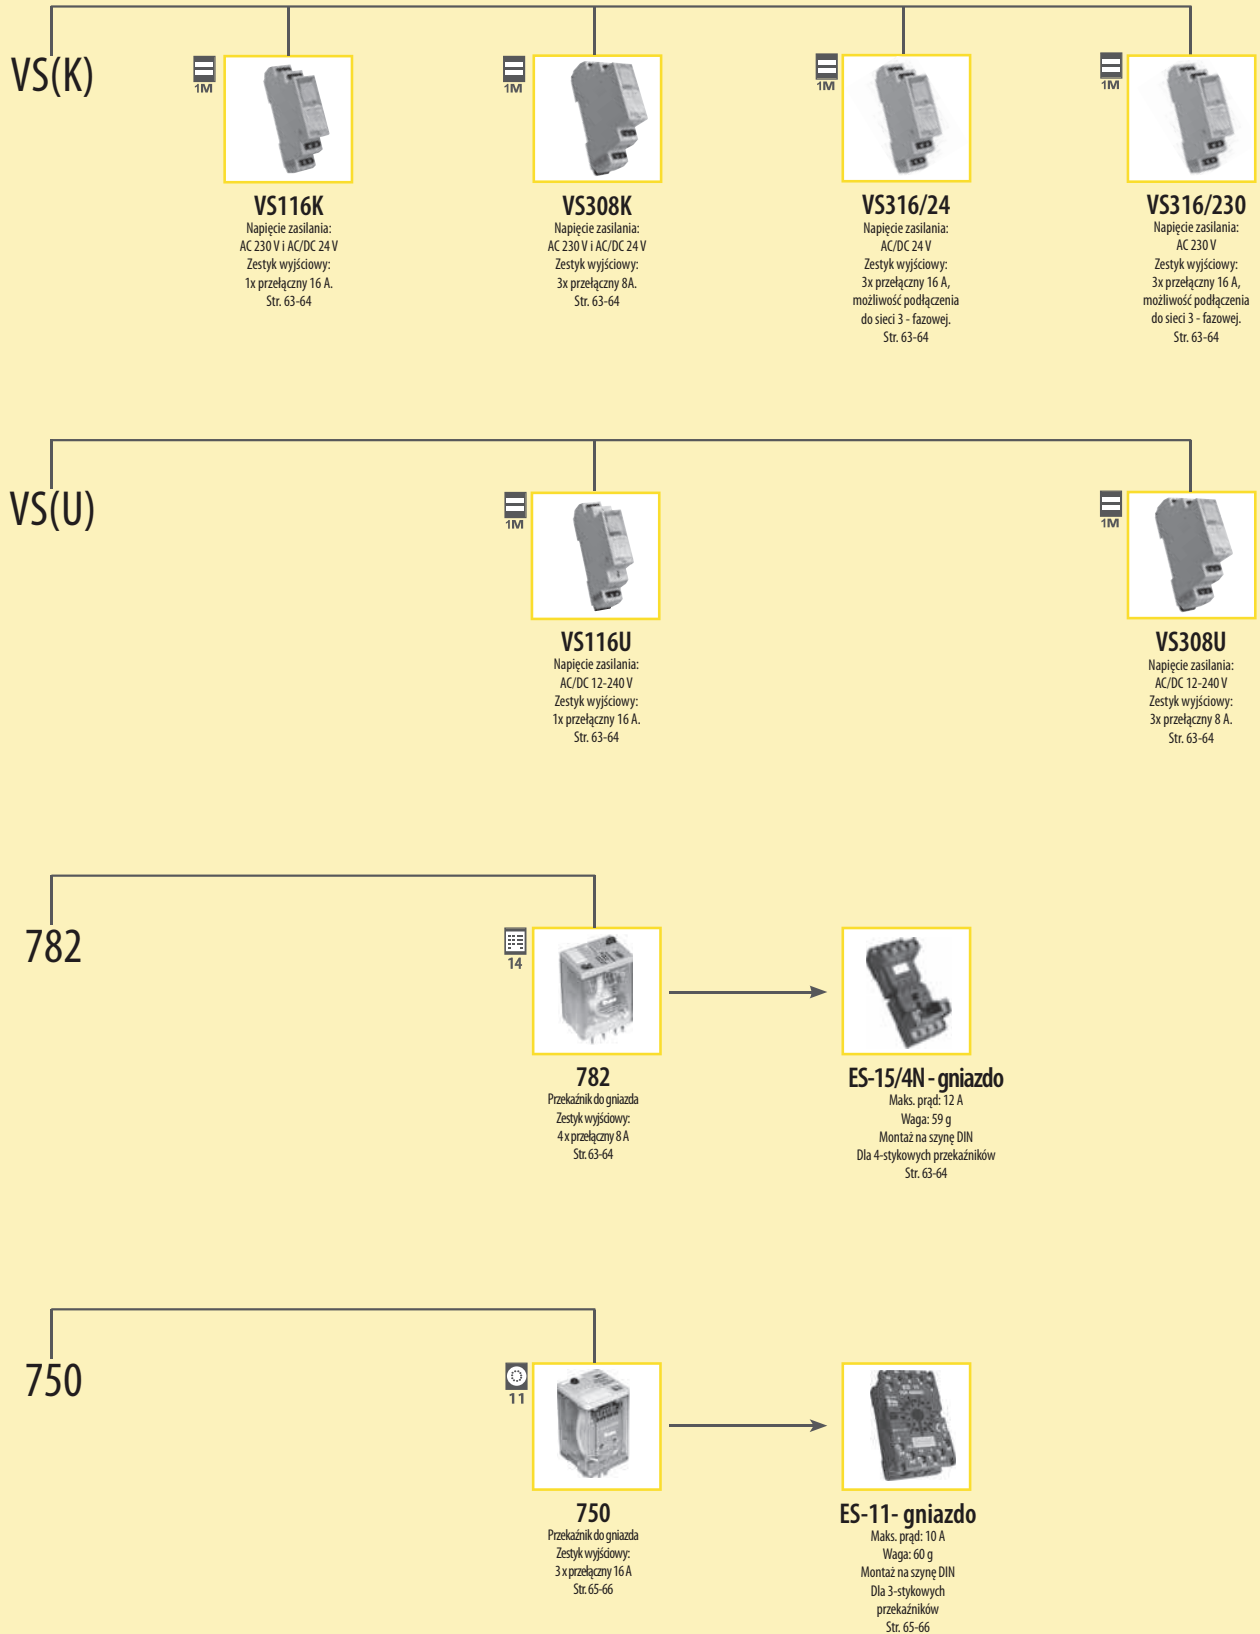 VS(K)
1M
VS116K
Napięcie zasilania:
AC 230 V i AC/DC 24 V
Zestyk wyjściowy:
1x przełączny 16 A.
Str. 63-64
1M
VS308K
Napięcie zasilania:
AC 230 V i AC/DC 24 V
Zestyk wyjściowy:
3x przełączny 8A.
Str. 63-64
1M
VS316/24
Napięcie zasilania:
AC/DC 24 V
Zestyk wyjściowy:
3x przełączny 16 A,
możliwość podłączenia
do sieci 3 - fazowej.
Str. 63-64
1M
VS316/230
Napięcie zasilania:
AC 230 V
Zestyk wyjściowy:
3x przełączny 16 A,
możliwość podłączenia
do sieci 3 - fazowej.
Str. 63-64
VS(U)
1M
VS116U
Napięcie zasilania:
AC/DC 12-240 V
Zestyk wyjściowy:
1x przełączny 16 A.
Str. 63-64
1M
VS308U
Napięcie zasilania:
AC/DC 12-240 V
Zestyk wyjściowy:
3x przełączny 8 A.
Str. 63-64
782
14
782
Przekaźnik do gniazda
Zestyk wyjściowy:
4 x przełączny 8 A
Str. 63-64
ES-15/4N - gniazdo
Maks. prąd: 12 A
Waga: 59 g
Montaż na szynę DIN
Dla 4-stykowych przekaźników
Str. 63-64
750
11
750
Przekaźnik do gniazda
Zestyk wyjściowy:
3 x przełączny 16 A
Str. 65-66
ES 11
ES-11- gniazdo
Maks. prąd: 10 A
Waga: 60 g
Montaż na szynę DIN
Dla 3-stykowych
przekaźników
Str. 65-66